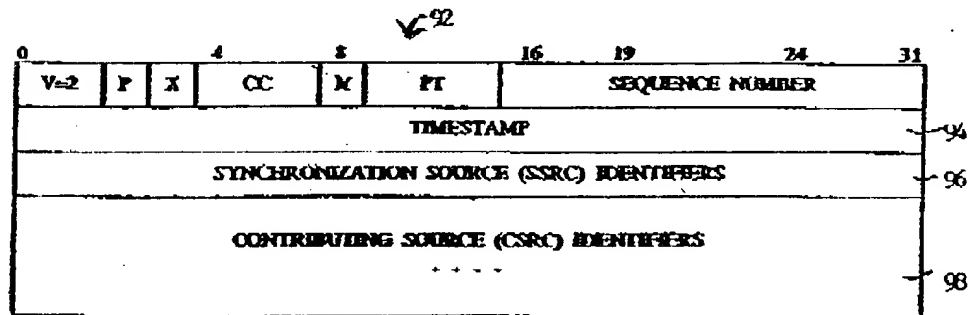 92
0 4 8 16 19 24 31
V=2 P X CC M PT SEQUENCE NUMBER
TIMESTAMP
94
SYNCHRONIZATION SOURCE (SSRC) IDENTIFIERS
96
CONTRIBUTING SOURCE (CSRC) IDENTIFIERS
98